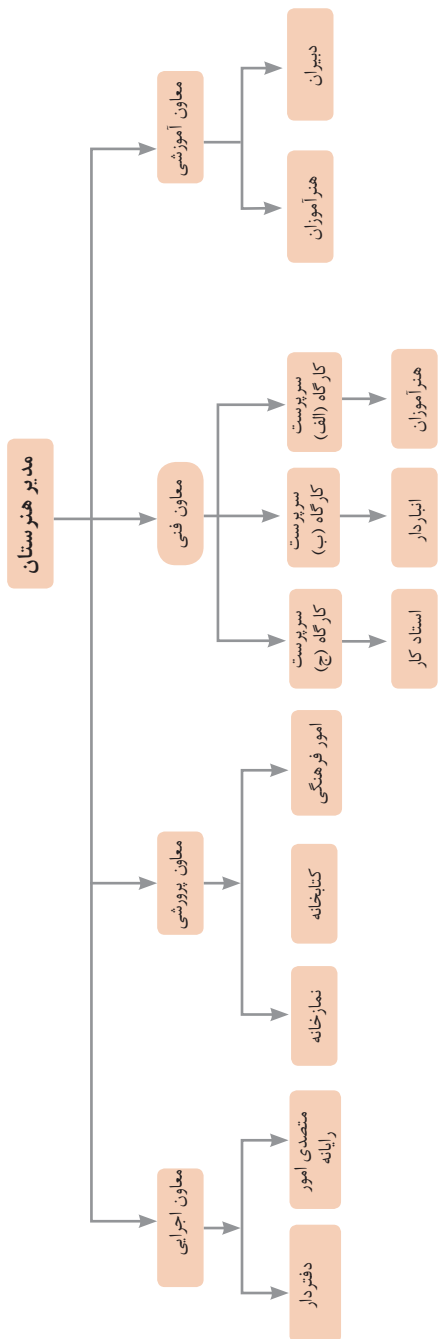 مدیر هنرستان
معاون آموزشی
معاون فنی
معاون پرورشی
معاون اجرایی
دبیران
هنرآموزان
سرپرست
کارگاه (الف)
سرپرست
کارگاه (ب)
سرپرست
کارگاه (ج)
امور فرهنگی
کتابخانه
نمازخانه
متصدی امور
رایانه
دفتردار
هنرآموزان
انباردار
استاد کار